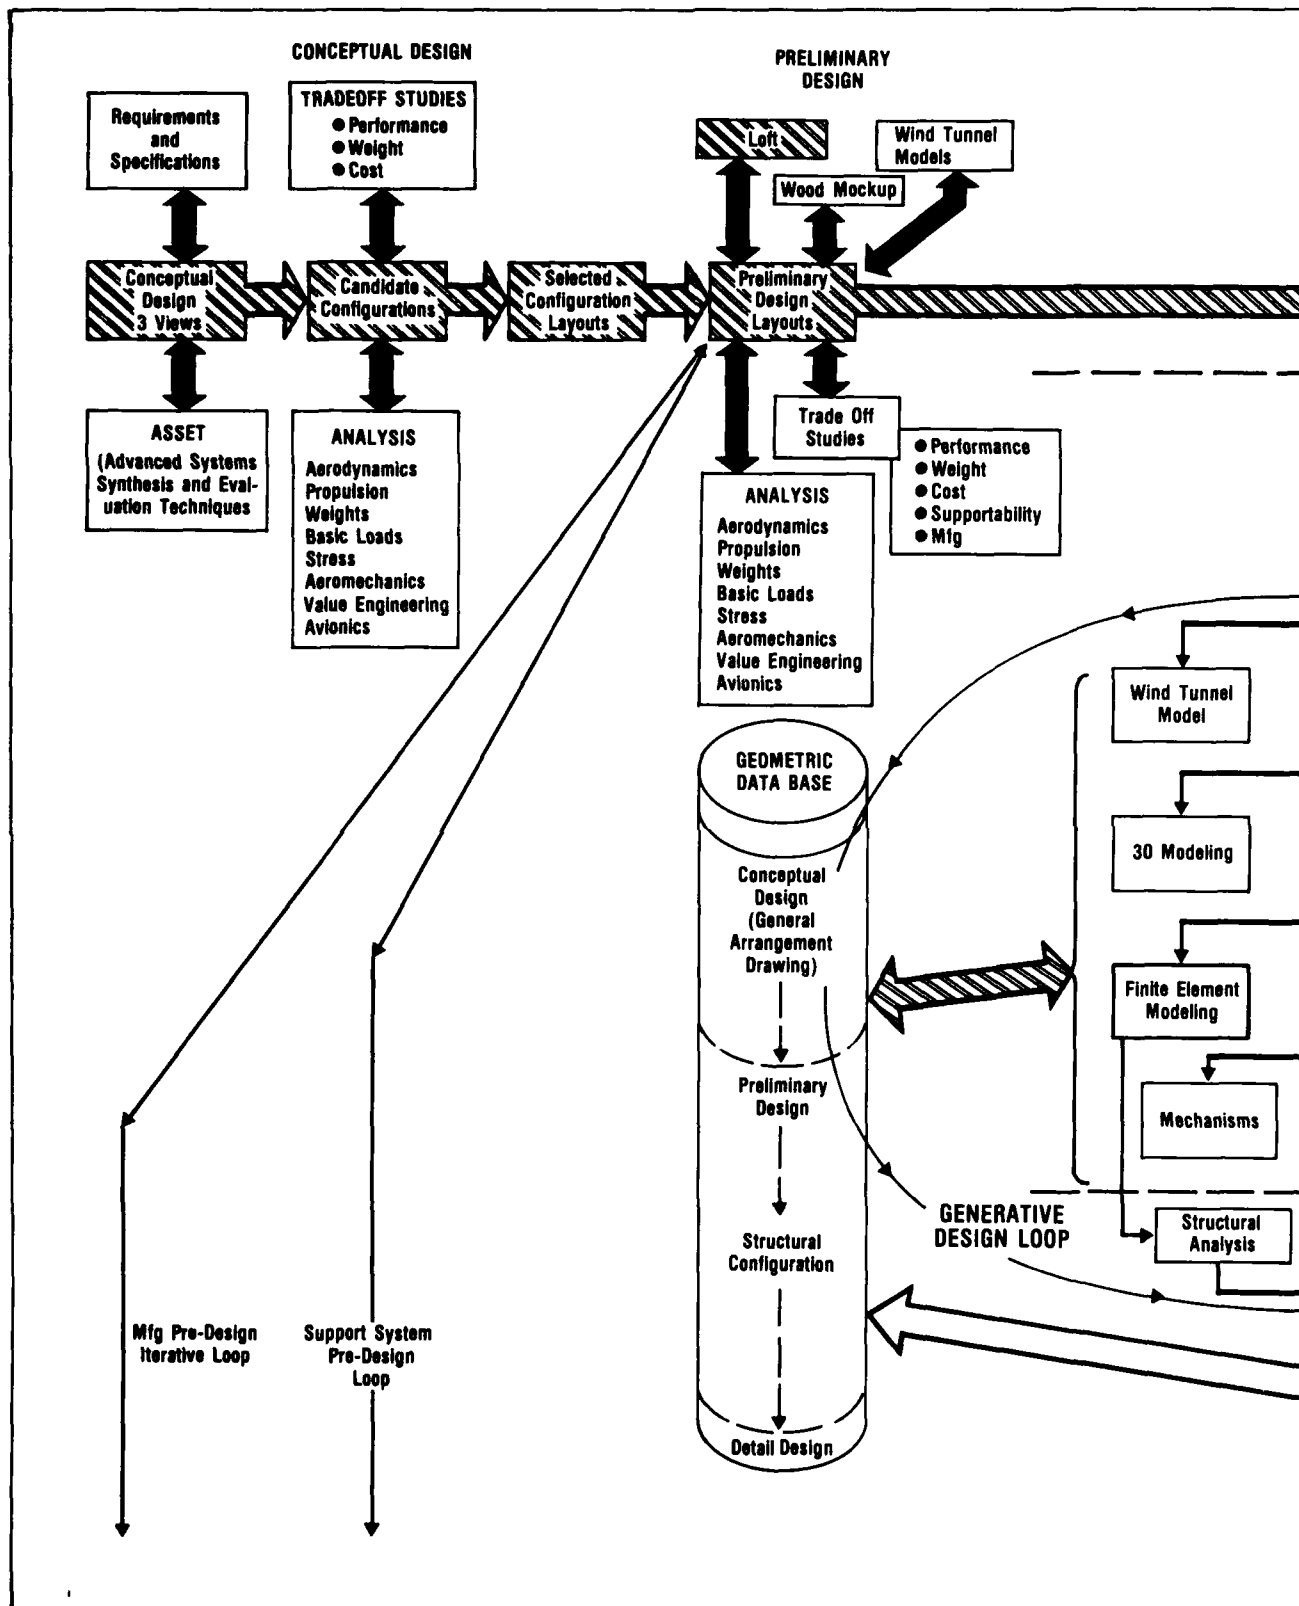 CONCEPTUAL DESIGN
PRELIMINARY
DESIGN
Requirements
and
Specifications
TRADEOFF STUDIES
● Performance
● Weight
● Cost
Loft
Wind Tunnel
Models
Wood Mockup
Conceptual
Design
3 Views
Candidate
Configurations
Selected
Configuration
Layouts
Preliminary
Design
Layouts
ASSET
(Advanced Systems
Synthesis and Eval-
uation Techniques
ANALYSIS
Aerodynamics
Propulsion
Weights
Basic Loads
Stress
Aeromechanics
Value Engineering
Avionics
Trade Off
Studies
● Performance
● Weight
● Cost
● Supportability
● Mfg
ANALYSIS
Aerodynamics
Propulsion
Weights
Basic Loads
Stress
Aeromechanics
Value Engineering
Avionics
Wind Tunnel
Model
GEOMETRIC
DATA BASE
30 Modeling
Conceptual
Design
(General
Arrangement
Drawing)
Finite Element
Modeling
Preliminary
Design
Mechanisms
GENERATIVE
DESIGN LOOP
Structural
Analysis
Structural
Configuration
Mfg Pre-Design
Iterative Loop
Support System
Pre-Design
Loop
Detail Design